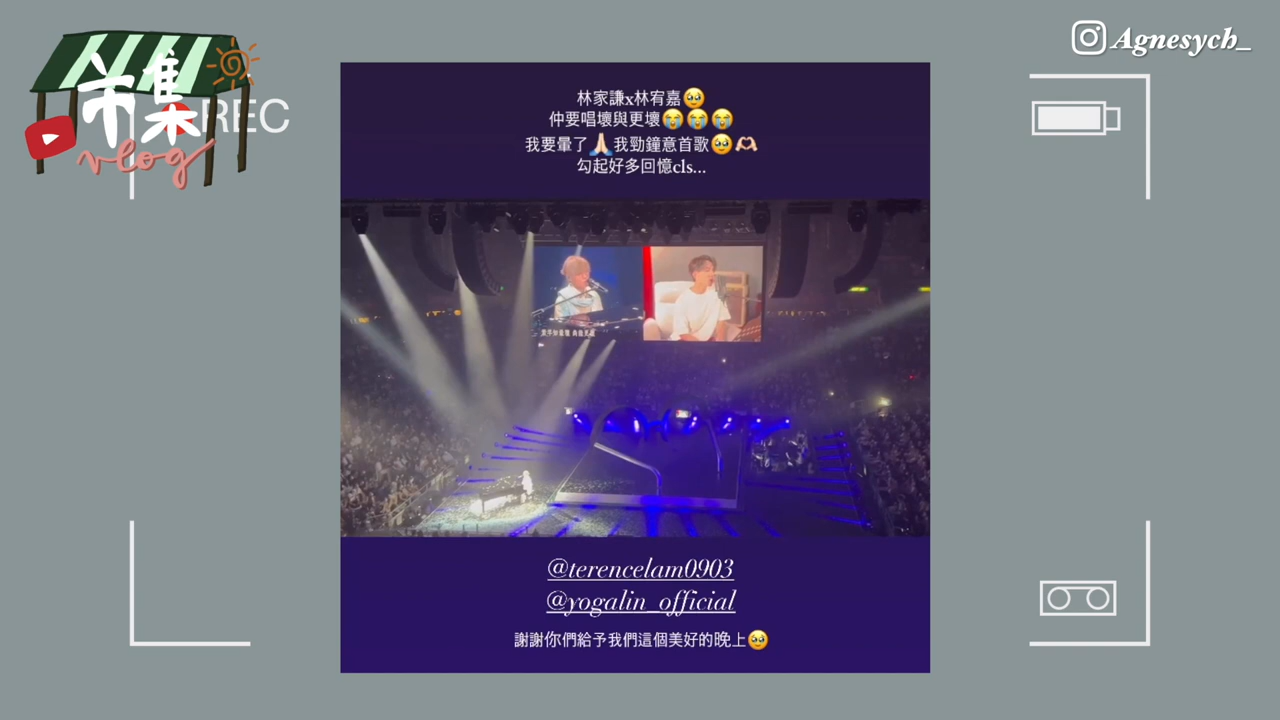 市集
REC
vlog
Agnesych_
林家謙x林宥嘉🥹
仲要唱壞與更壞😭😭😭
我要暈了🙏🏻我勁鐘意首歌🥹🫶🏻
勾起好多回憶cls...
@terencelam0903
@yogalin_official
謝謝你們給予我們這個美好的晚上🥹